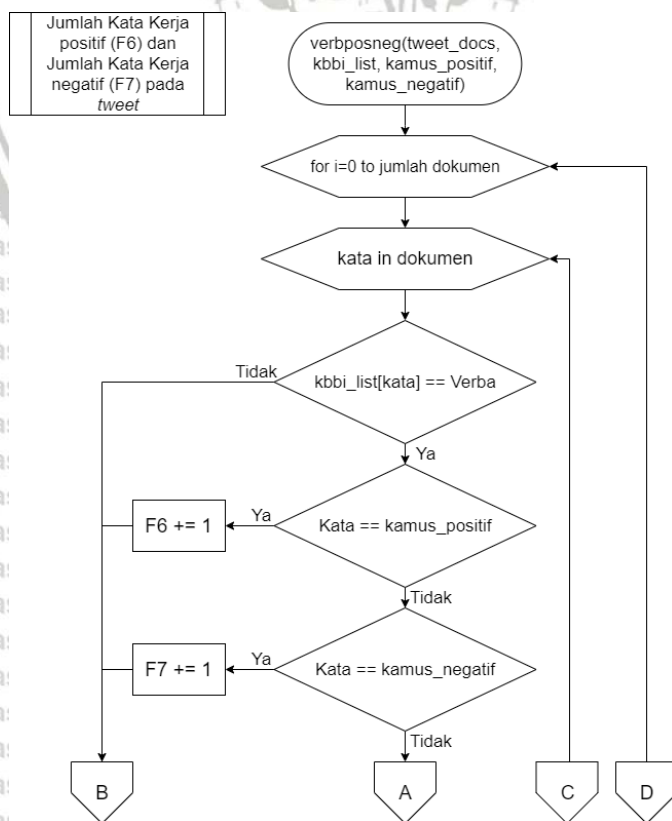 Jumlah Kata Kerja
positif (F6) dan
Jumlah Kata Kerja
negatif (F7) pada
tweet
verbposneg(tweet_docs,
kbbi_list, kamus_positif,
kamus_negatif)
for i=0 to jumlah dokumen
kata in dokumen
Tidak
kbbi_list[kata] == Verba
Ya
F6 += 1
Ya
Kata == kamus_positif
Tidak
F7 += 1
Ya
Kata == kamus_negatif
Tidak
B
A
C
D